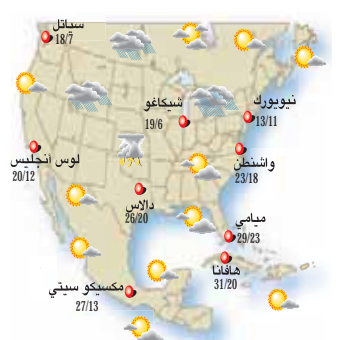 سياتل
18/7
شيكاغو
19/6
نيويورك
13/11
لوس أنجليس
20/12
واشنطن
23/18
دالاس
26/20
ميامي
29/23
هافانا
31/20
مكسيكو سيتي
27/13